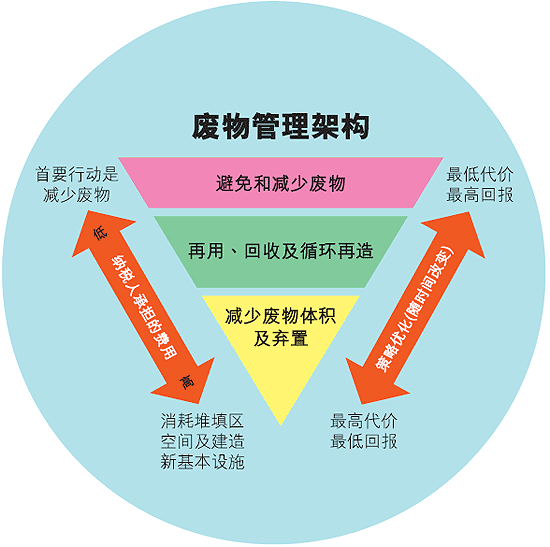 废物管理架构
首要行动是
减少废物
避免和减少废物
最低代价
最高回报
再用、回收及循环再造
减少废物体积
及弃置
低
纳税人承担的费用
高
策略优化(随时间改变)
消耗堆填区
空间及建造
新基本设施
最高代价
最低回报